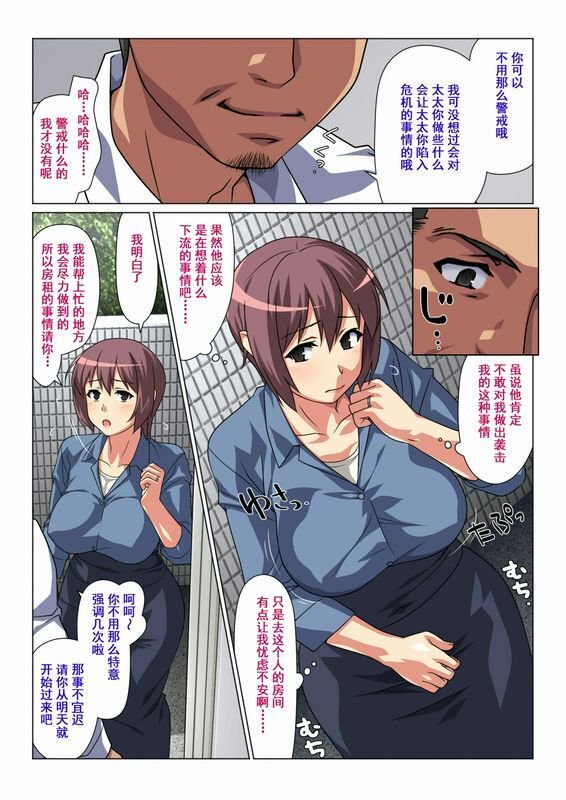 你可以
不用那么警戒哦
我可没想过会对
太太你做些什么
会让太太你陷入
危机的事情的哦
哈…哈哈哈……
警戒什么的
我才没有呢
じ…
虽说他肯定
不敢对我做出袭击
我的这种事情
果然他应该
是在想着什么
下流的事情吧……
ゆさっ
たぷっ
むち
只是去这个人的房间
有点让我忧虑不安啊……
むち
我明白了
我能帮上忙的地方
我会尽力做到的
所以房租的事情请你…
呵呵～
你不用那么特意
强调几次啦
那事不宜迟
请你从明天就
开始过来吧